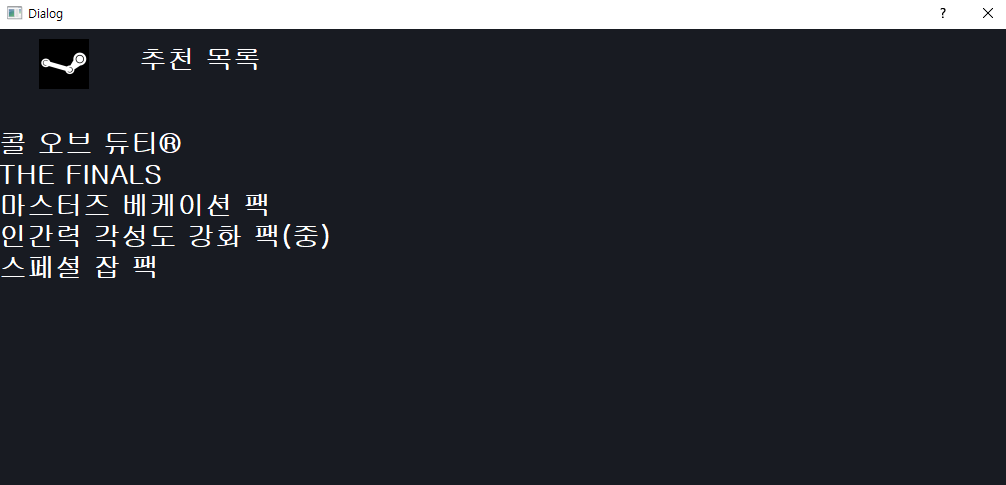 Dialog
?
추천 목록
콜 오브 듀티®
THE FINALS
마스터즈 베케이션 팩
인간력 각성도 강화 팩(중)
스페셜 잡 팩